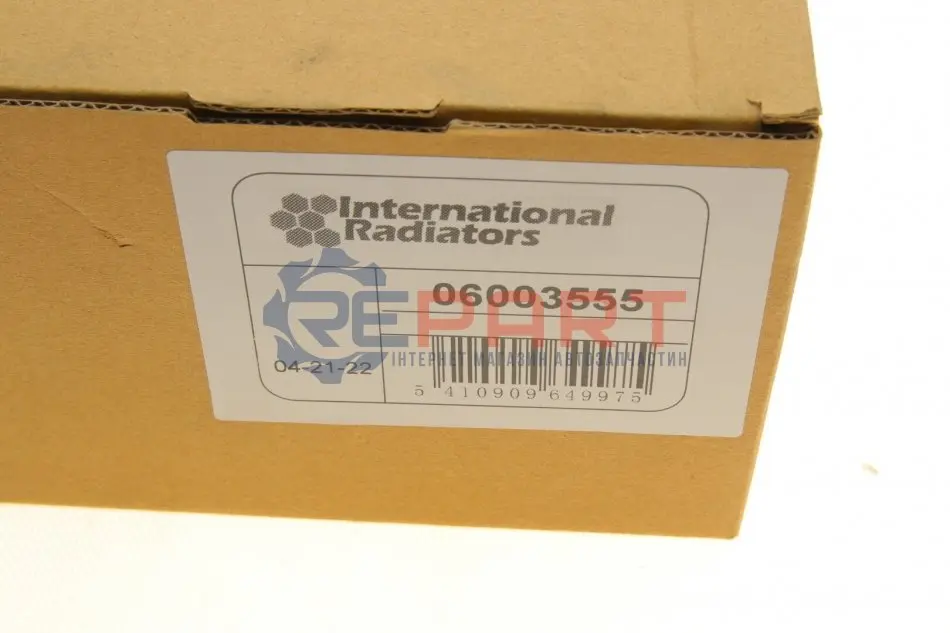 International
Radiators
06003555
REPART
ІНТЕРНЕТ МАГАЗИН АВТОЗАПЧАСТИН
04-21-22
5 410909 649975